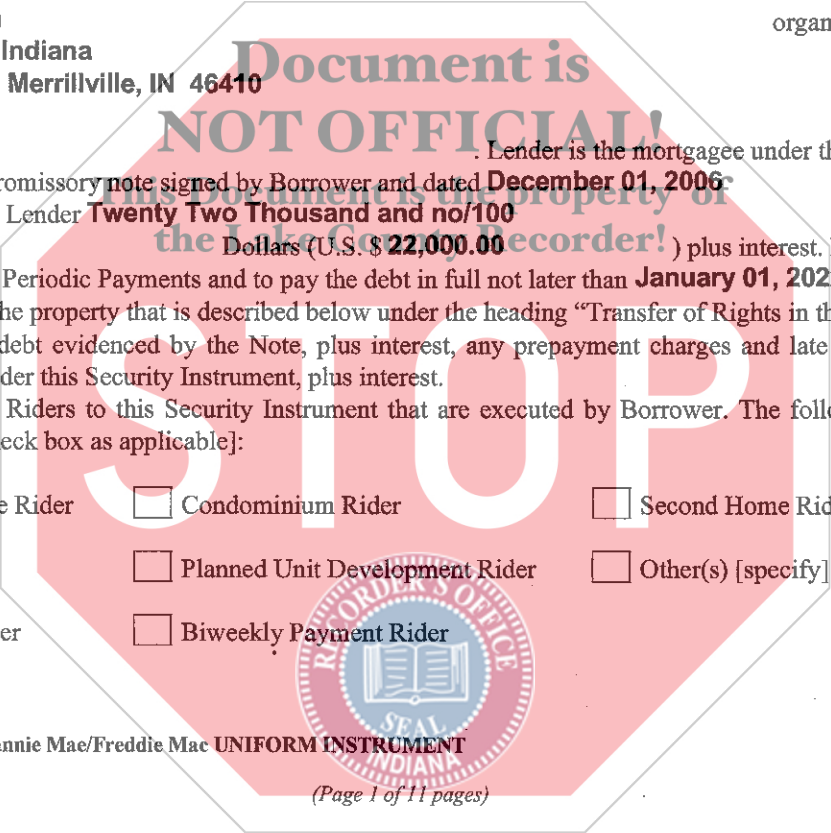 organ
Indiana
Merrillville, IN 46410
Document is
NOT OFFICIAL!
. Lender is the mortgagee under th
romissory note signed by Borrower and dated December 01, 2006
This Document is the property of
Lender Twenty Two Thousand and no/100
the Lake County Recorder!
Dollars (U.S. $ 22,000.00 ) plus interest.
Periodic Payments and to pay the debt in full not later than January 01, 202
he property that is described below under the heading “Transfer of Rights in th
debt evidenced by the Note, plus interest, any prepayment charges and late
der this Security Instrument, plus interest.
Riders to this Security Instrument that are executed by Borrower. The follo
eck box as applicable]:
STOP
e Rider Condominium Rider Second Home Rid
Planned Unit Development Rider Other(s) [specify]
er Biweekly Payment Rider
RECORDER'S OFFICE
SEAL
INDIANA
annie Mae/Freddie Mac UNIFORM INSTRUMENT
(Page 1 of 11 pages)